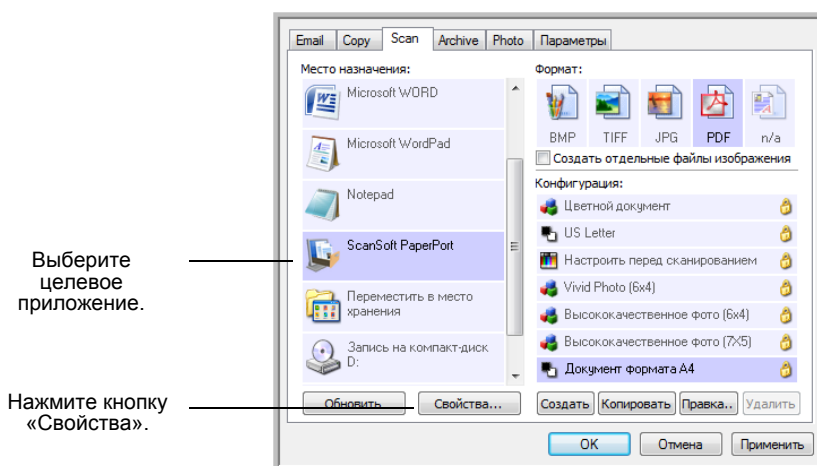 Email Copy Scan Archive Photo Параметры
Место назначения:
Microsoft WORD
Microsoft WordPad
Notepad
ScanSoft PaperPort
Переместить в место
хранения
Запись на компакт-диск
D:
Обновить Свойства...
Формат:
BMP TIFF JPG PDF n/a
Создать отдельные файлы изображения
Конфигурация:
Цветной документ
US Letter
Настроить перед сканированием
Vivid Photo (6x4)
Высококачественное фото (6x4)
Высококачественное фото (7X5)
Документ формата A4
Создать Копировать Правка.. Удалить
OK Отмена Применить
Выберите
целевое
приложение.
Нажмите кнопку
«Свойства».